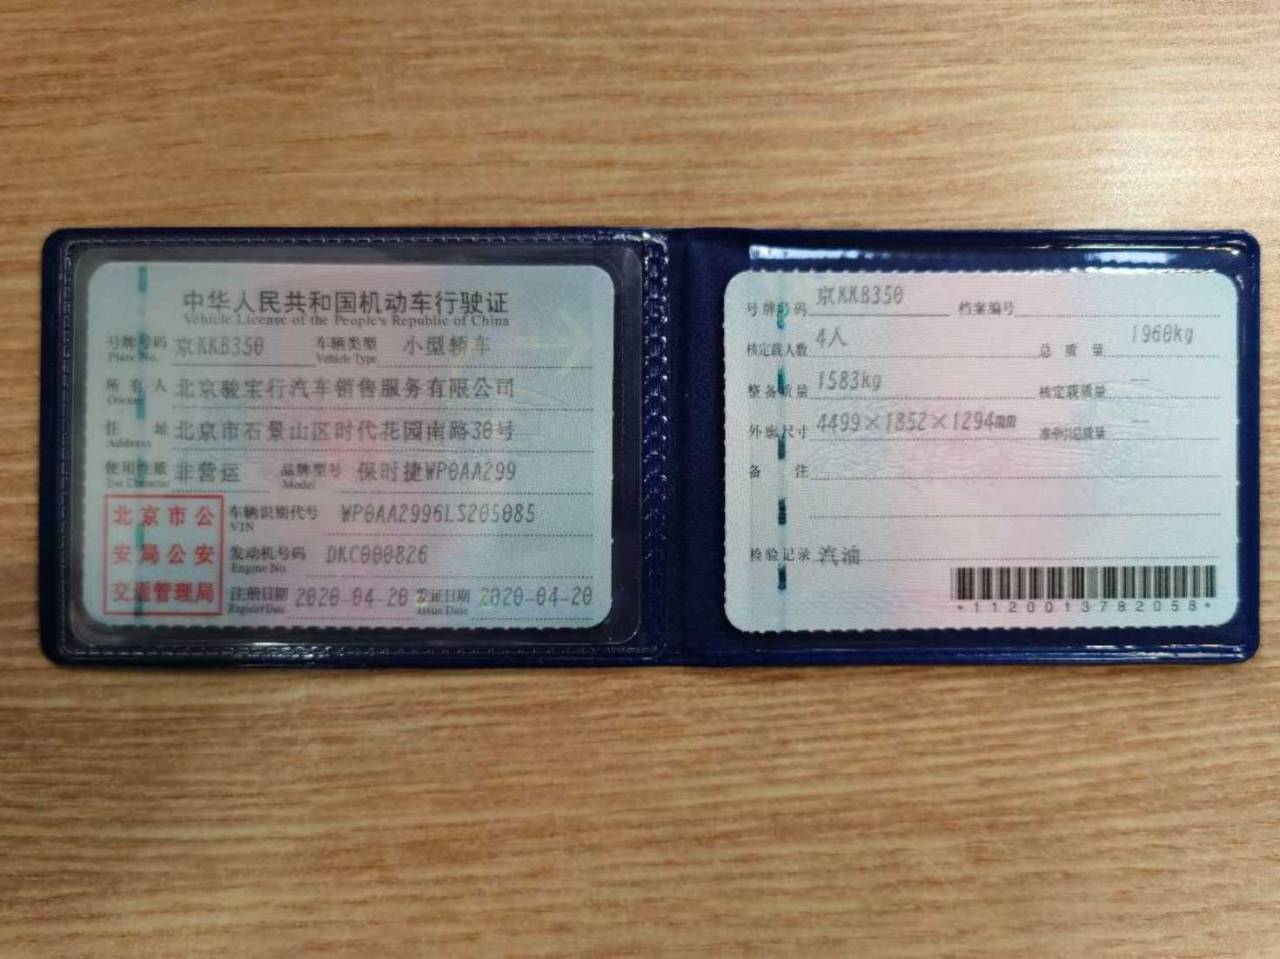 中华人民共和国机动车行驶证
Vehicle License of the People's Republic of China
号牌号码 京KKB350 车辆类型 小型轿车
Plate No. Vehicle Type
所有人 北京骏宝行汽车销售服务有限公司
Owner
住址 北京市石景山区时代花园南路30号
Address
使用性质 非营运 品牌型号 保时捷WP0AA299
Use Character Model
北京市公
安局公安
交通管理局
车辆识别代号 WP0AA2996LS205085
VIN
发动机号码 DKC000826
Engine No.
注册日期 2020-04-20 发证日期 2020-04-20
Register Date Issue Date
号牌号码 京KKB350 档案编号
核定载人数 4人 总质量 1960kg
整备质量 1583kg 核定载质量 --
外廓尺寸 4499×1852×1294mm 准牵引总质量 --
备注
检验记录 汽油
*1120013782058*